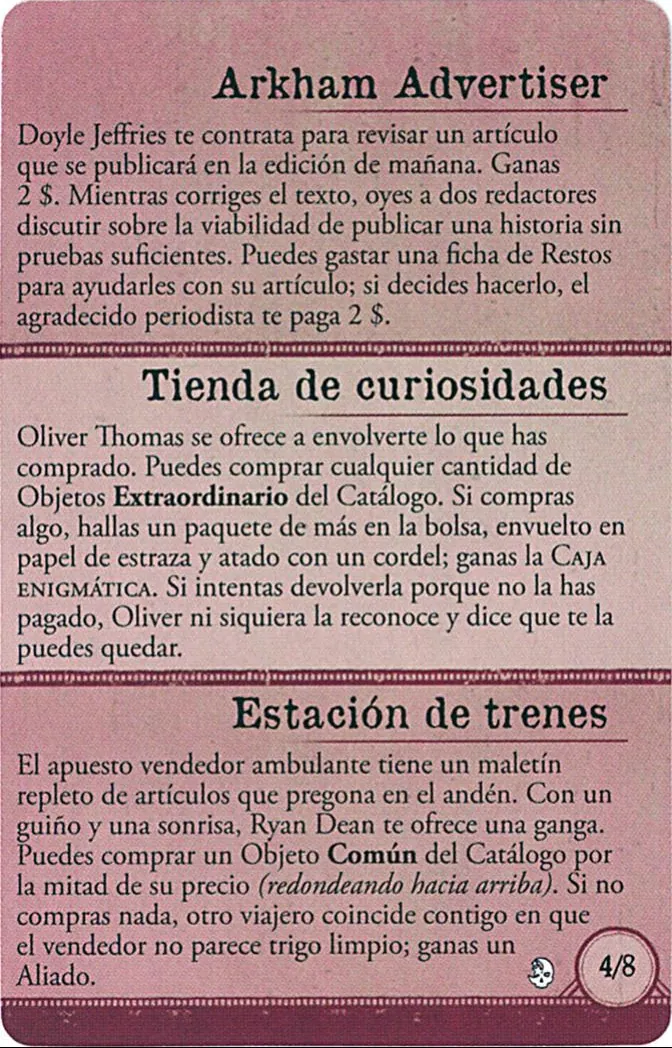 Arkham Advertiser
Doyle Jeffries te contrata para revisar un artículo
que se publicará en la edición de mañana. Ganas
2 $. Mientras corriges el texto, oyes a dos redactores
discutir sobre la viabilidad de publicar una historia sin
pruebas suficientes. Puedes gastar una ficha de Restos
para ayudarles con su artículo; si decides hacerlo, el
agradecido periodista te paga 2 $.
Tienda de curiosidades
Oliver Thomas se ofrece a envolverte lo que has
comprado. Puedes comprar cualquier cantidad de
Objetos Extraordinario del Catálogo. Si compras
algo, hallas un paquete de más en la bolsa, envuelto en
papel de estraza y atado con un cordel; ganas la CAJA
ENIGMÁTICA. Si intentas devolverla porque no la has
pagado, Oliver ni siquiera la reconoce y dice que te la
puedes quedar.
Estación de trenes
El apuesto vendedor ambulante tiene un maletín
repleto de artículos que pregona en el andén. Con un
guiño y una sonrisa, Ryan Dean te ofrece una ganga.
Puedes comprar un Objeto Común del Catálogo por
la mitad de su precio (redondeando hacia arriba). Si no
compras nada, otro viajero coincide contigo en que
el vendedor no parece trigo limpio; ganas un
Aliado.
4/8